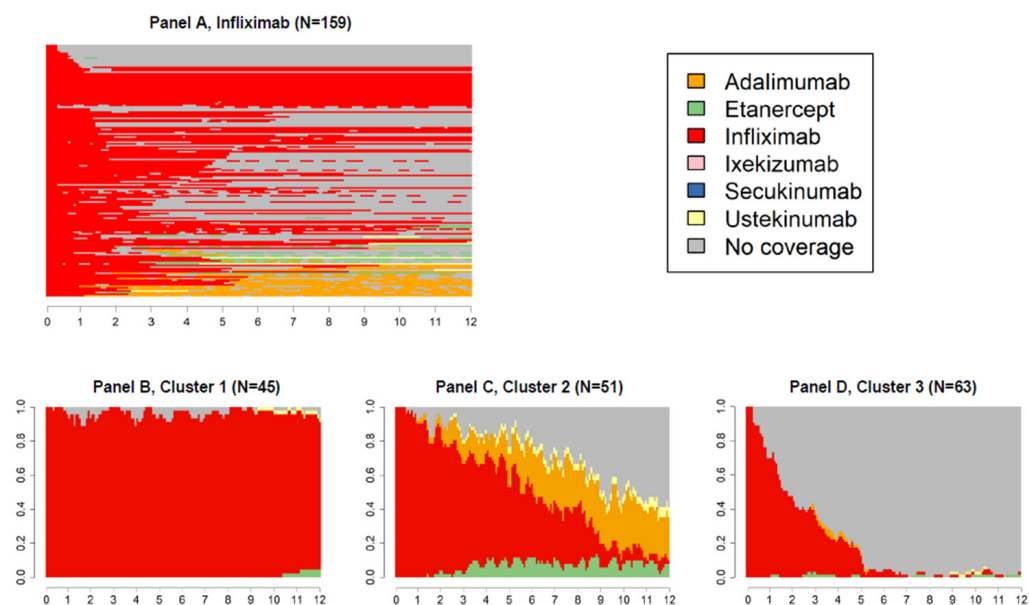 Panel A, Infliximab (N=159)
0 1 2 3 4 5 6 7 8 9 10 11 12
Adalimumab
Etanercept
Infliximab
Ixekizumab
Secukinumab
Ustekinumab
No coverage
Panel B, Cluster 1 (N=45)
1.0
0.8
0.6
0.4
0.2
0.0
0 1 2 3 4 5 6 7 8 9 10 11 12
Panel C, Cluster 2 (N=51)
1.0
0.8
0.6
0.4
0.2
0.0
0 1 2 3 4 5 6 7 8 9 10 11 12
Panel D, Cluster 3 (N=63)
1.0
0.8
0.6
0.4
0.2
0.0
0 1 2 3 4 5 6 7 8 9 10 11 12